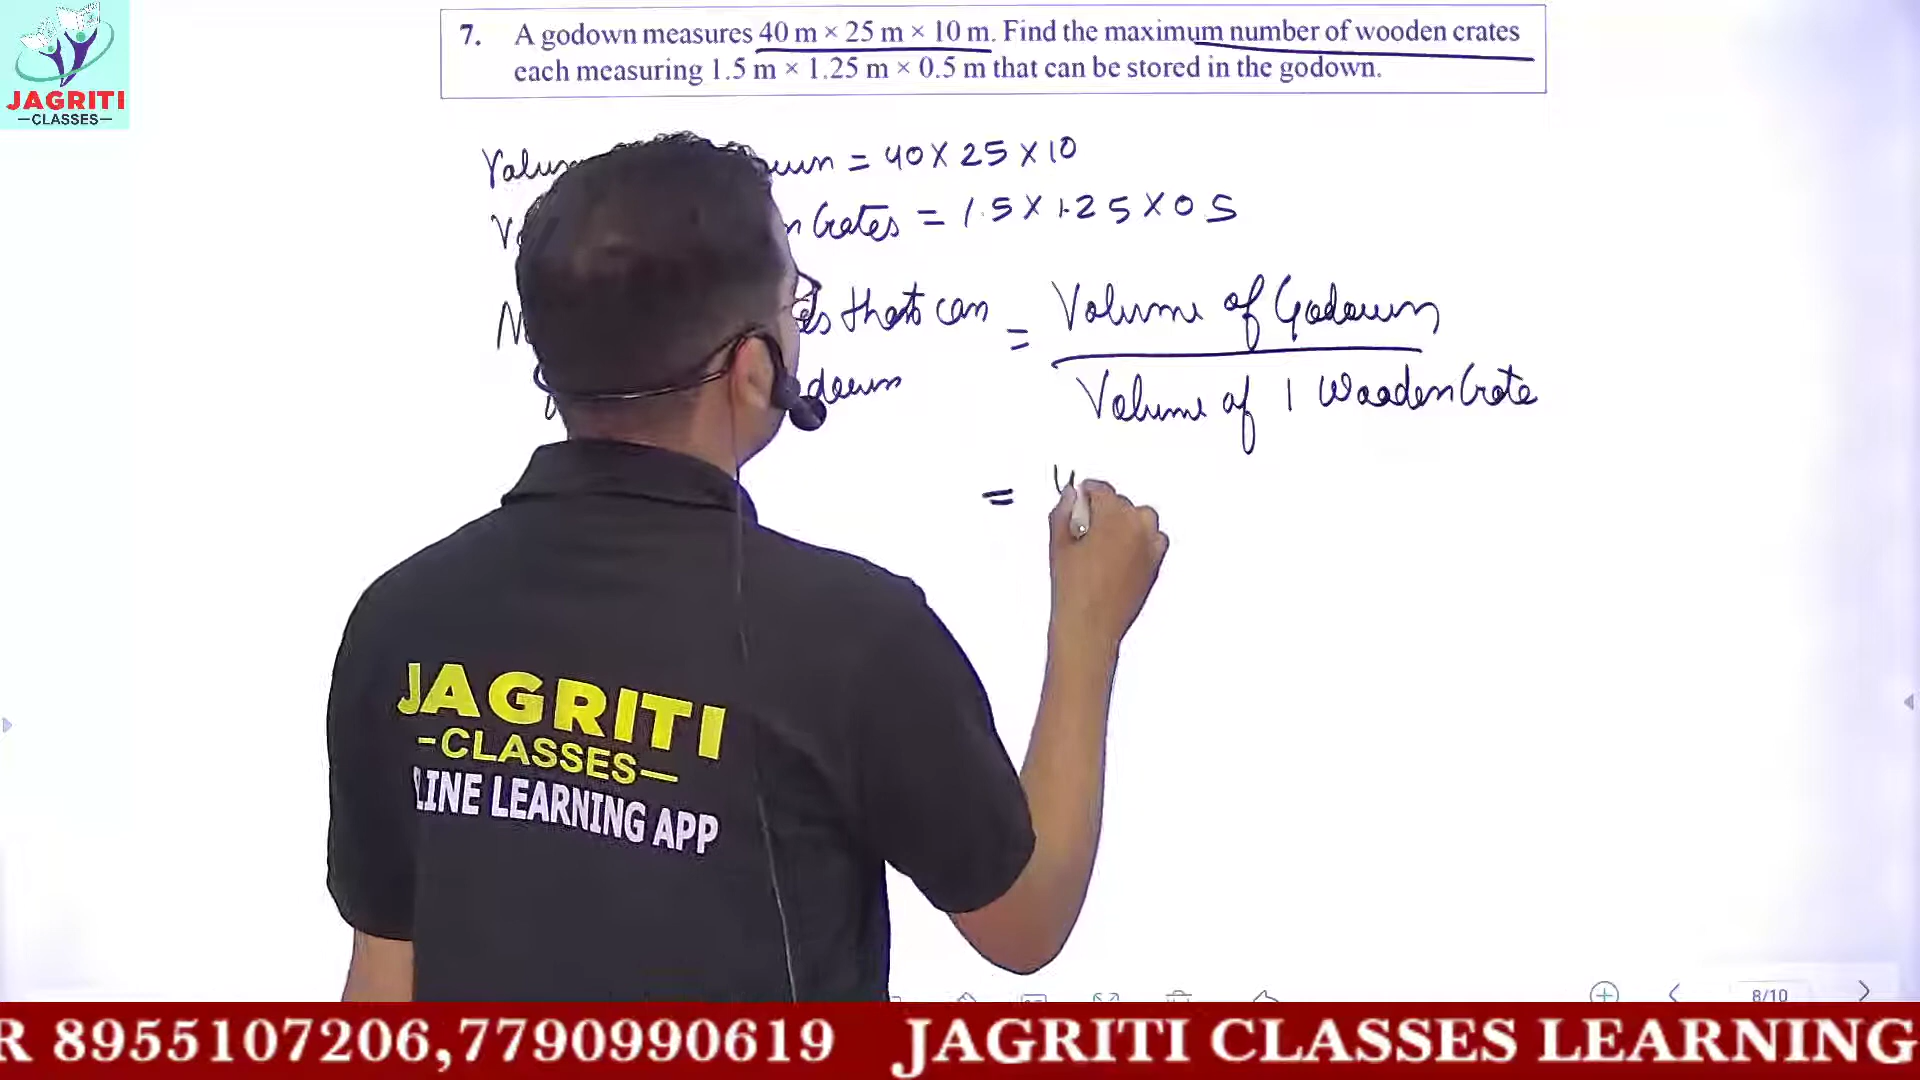 JAGRITI
—CLASSES—
7. A godown measures 40 m × 25 m × 10 m. Find the maximum number of wooden crates
each measuring 1.5 m × 1.25 m × 0.5 m that can be stored in the godown.
= 40 × 25 × 10
Crates = 1.5 × 1.25 × 0 5
that can = Volume of Godown
Volume of 1 Wooden Crate
=
JAGRITI
-CLASSES—
LINE LEARNING APP
8/10
R 8955107206,7790990619 JAGRITI CLASSES LEARNING